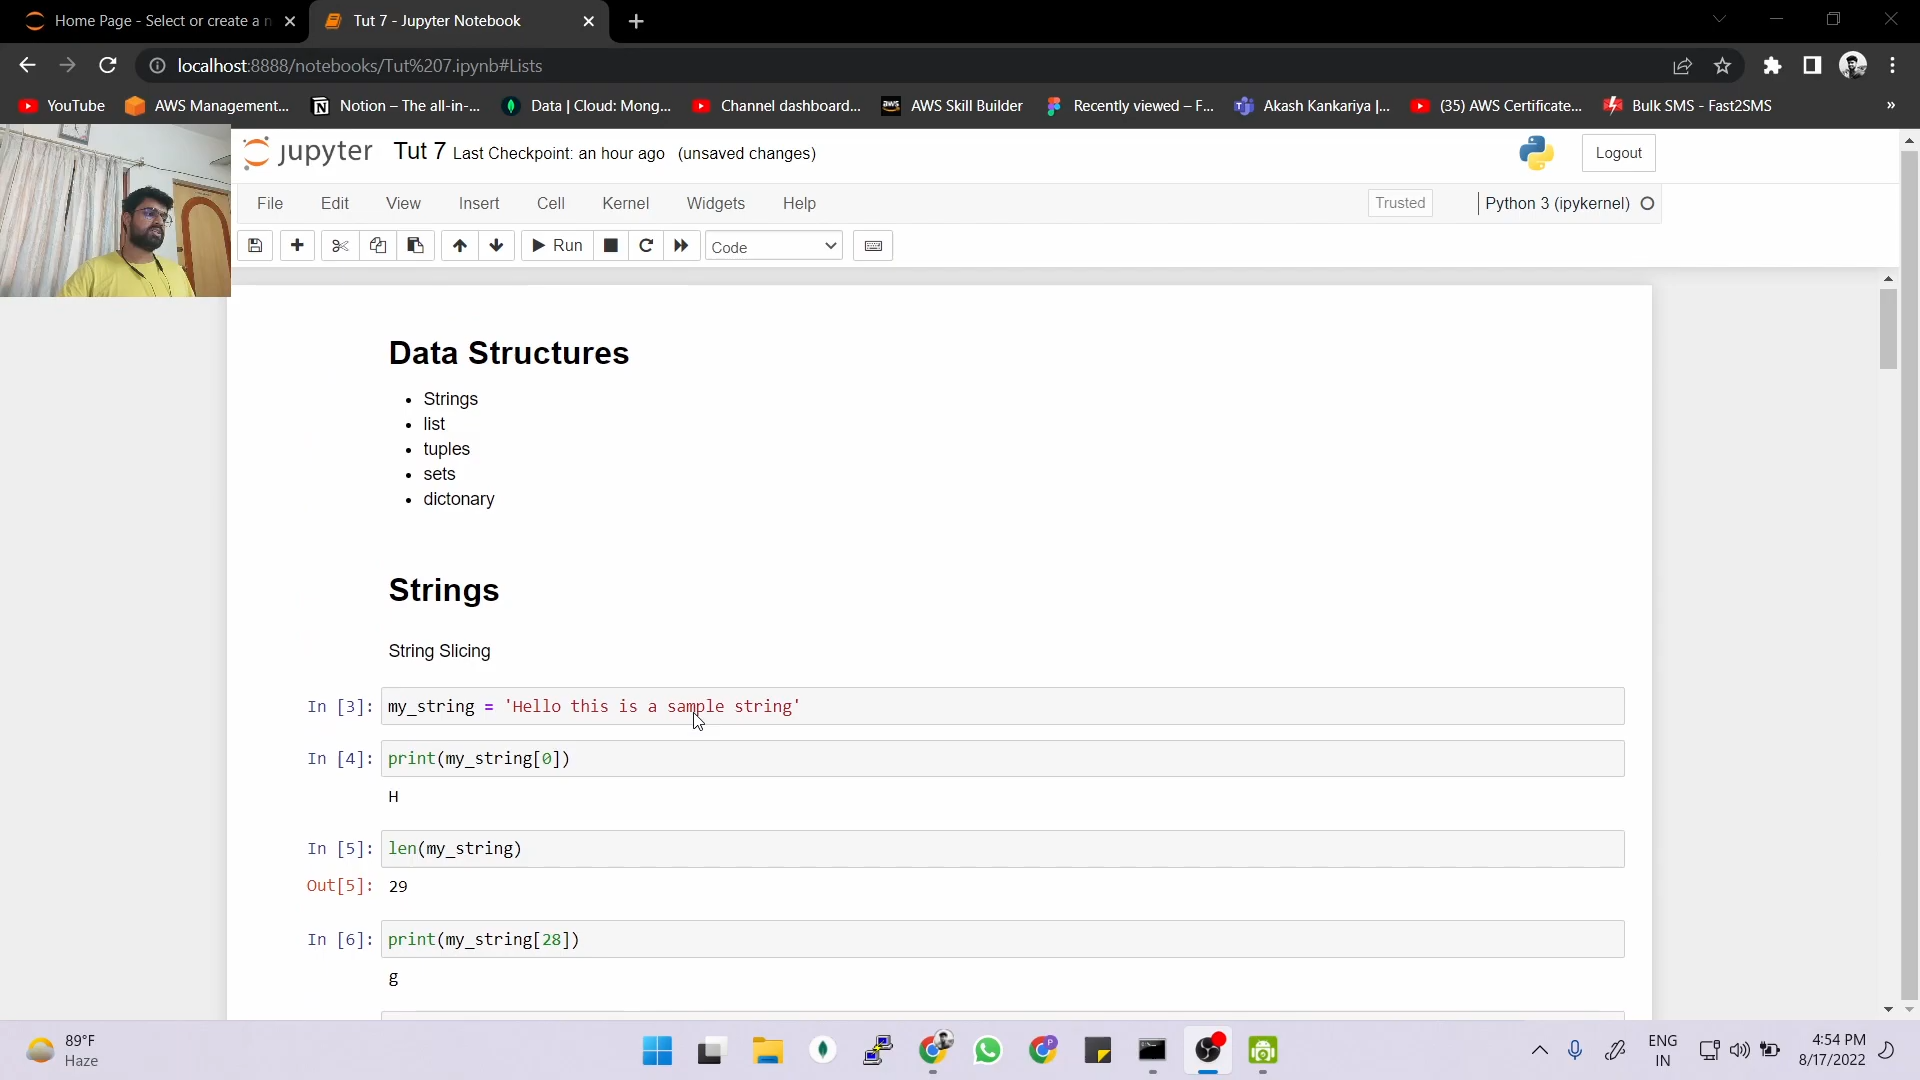 Home Page - Select or create a n
Tut 7 - Jupyter Notebook
localhost:8888/notebooks/Tut%207.ipynb#Lists
YouTube
AWS Management...
Notion – The all-in-...
Data | Cloud: Mong...
Channel dashboard...
aws
AWS Skill Builder
Recently viewed – F...
Akash Kankariya |...
(35) AWS Certificate...
Bulk SMS - Fast2SMS
»
jupyter Tut 7 Last Checkpoint: an hour ago (unsaved changes)
Logout
File Edit View Insert Cell Kernel Widgets Help
Trusted
Python 3 (ipykernel)
Run
Code
Data Structures
• Strings
• list
• tuples
• sets
• dictonary
Strings
String Slicing
In [3]: my_string = 'Hello this is a sample string'
In [4]: print(my_string[0])
H
In [5]: len(my_string)
Out[5]: 29
In [6]: print(my_string[28])
g
89°F
Haze
P
ENG
IN
4:54 PM
8/17/2022